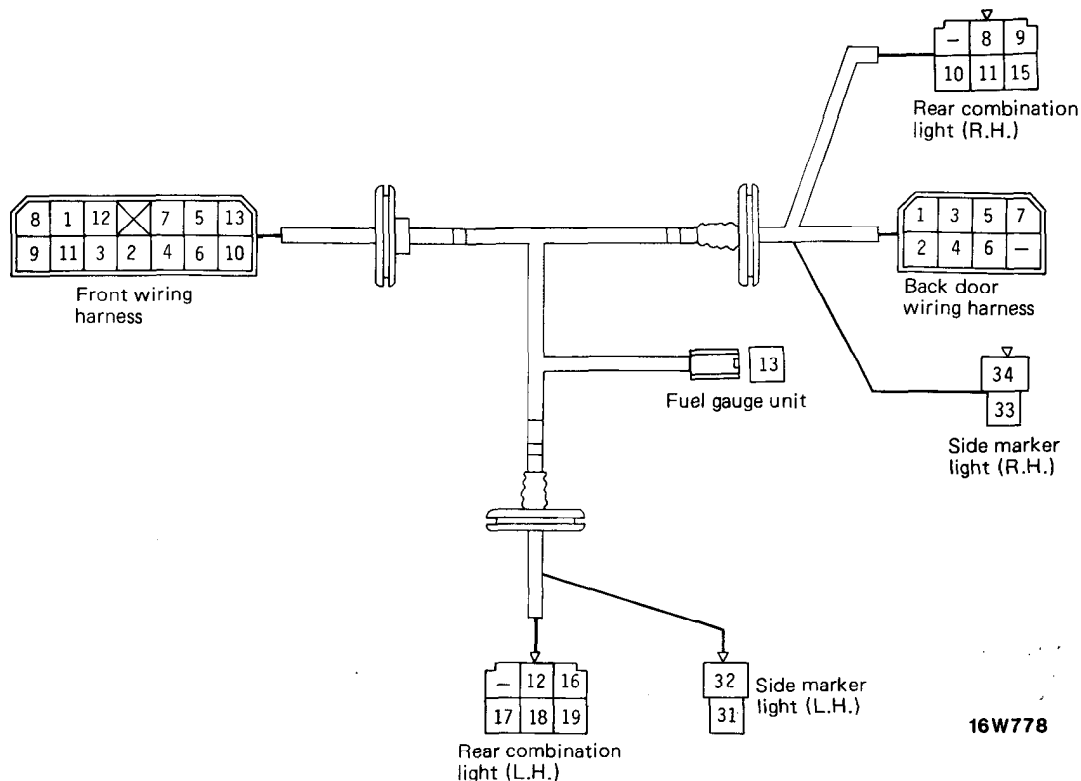 – 8 9
10 11 15
Rear combination
light (R.H.)
8 1 12 7 5 13
9 11 3 2 4 6 10
Front wiring
harness
1 3 5 7
2 4 6 –
Back door
wiring harness
13
Fuel gauge unit
34
33
Side marker
light (R.H.)
– 12 16
17 18 19
Rear combination
light (L.H.)
32
31
Side marker
light (L.H.)
16W778